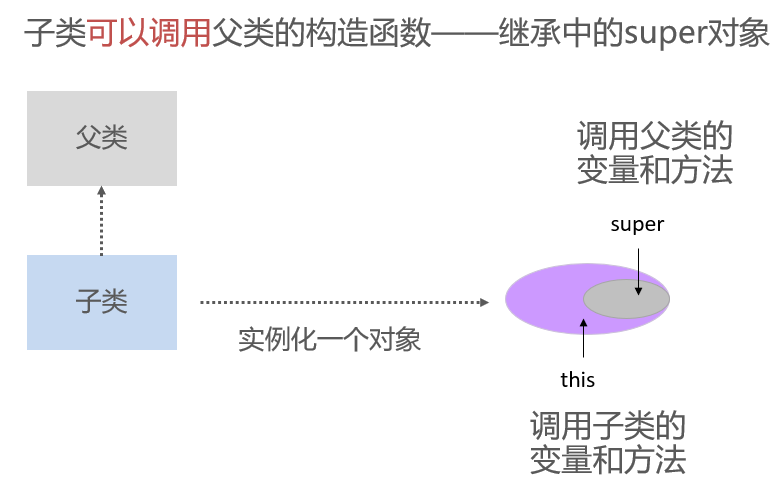 子类可以调用父类的构造函数——继承中的super对象
父类
调用父类的
变量和方法
super
子类
实例化一个对象
this
调用子类的
变量和方法